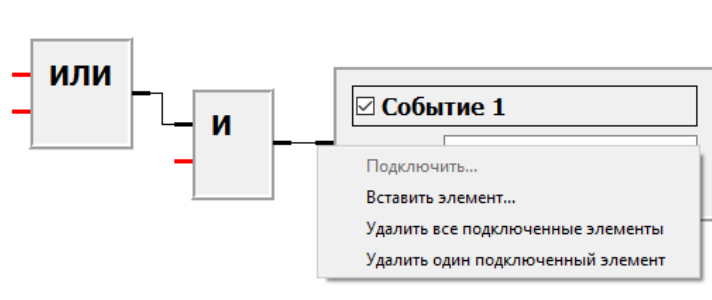 ИЛИ
И
Событие 1
Подключить...
Вставить элемент...
Удалить все подключенные элементы
Удалить один подключенный элемент